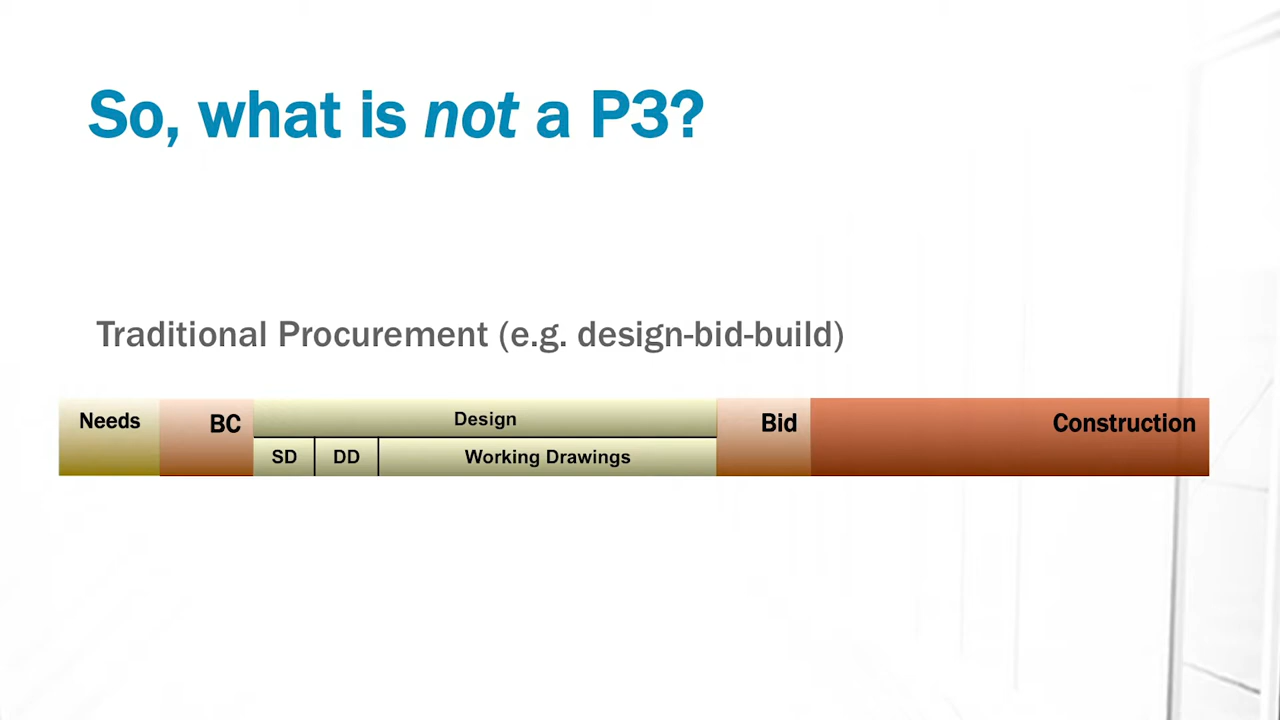 So, what is not a P3?
Traditional Procurement (e.g. design-bid-build)
Needs
BC
Design
SD
DD
Working Drawings
Bid
Construction